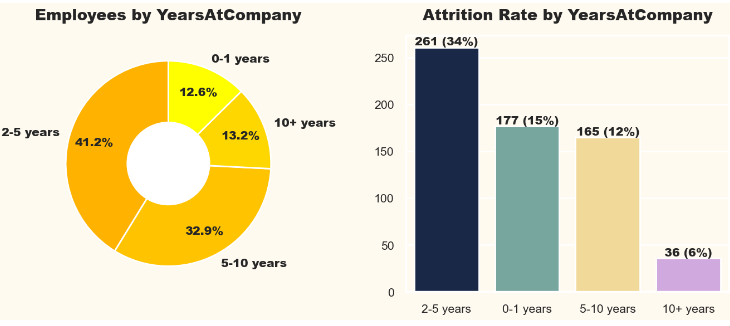 Employees by YearsAtCompany
0-1 years
12.6%
10+ years
13.2%
2-5 years
41.2%
32.9%
5-10 years
Attrition Rate by YearsAtCompany
261 (34%)
250
200
177 (15%)
165 (12%)
150
100
50
36 (6%)
0
2-5 years
0-1 years
5-10 years
10+ years